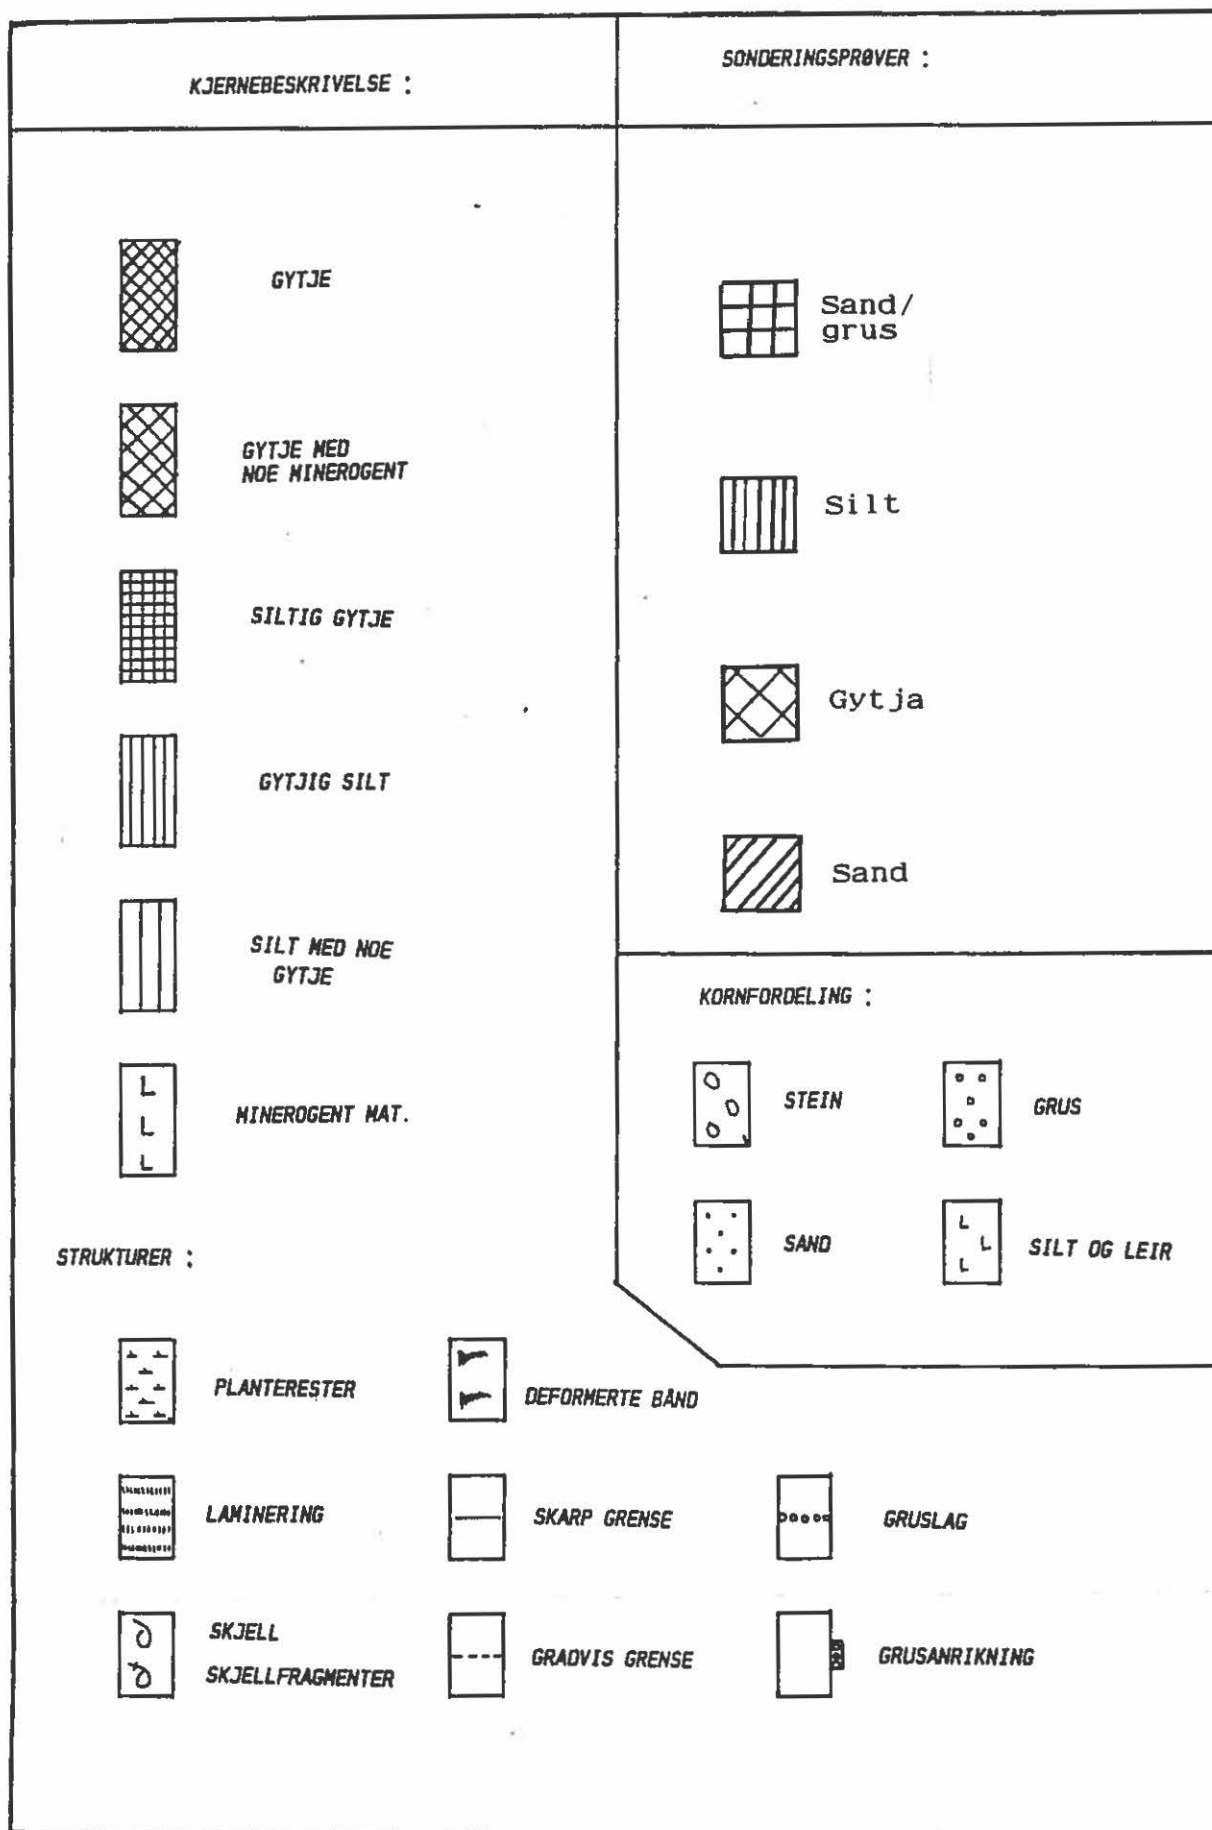 KJERNEBESKRIVELSE :
GYTJE
GYTJE MED
NOE MINEROGENT
SILTIG GYTJE
GYTJIG SILT
SILT MED NOE
GYTJE
MINEROGENT MAT.
SONDERINGSPRØVER :
Sand/
grus
Silt
Gytja
Sand
KORNFORDELING :
STEIN
GRUS
SAND
SILT OG LEIR
STRUKTURER :
PLANTERESTER
DEFORMERTE BÅND
LAMINERING
SKARP GRENSE
GRUSLAG
SKJELL
SKJELLFRAGMENTER
GRADVIS GRENSE
GRUSANRIKNING